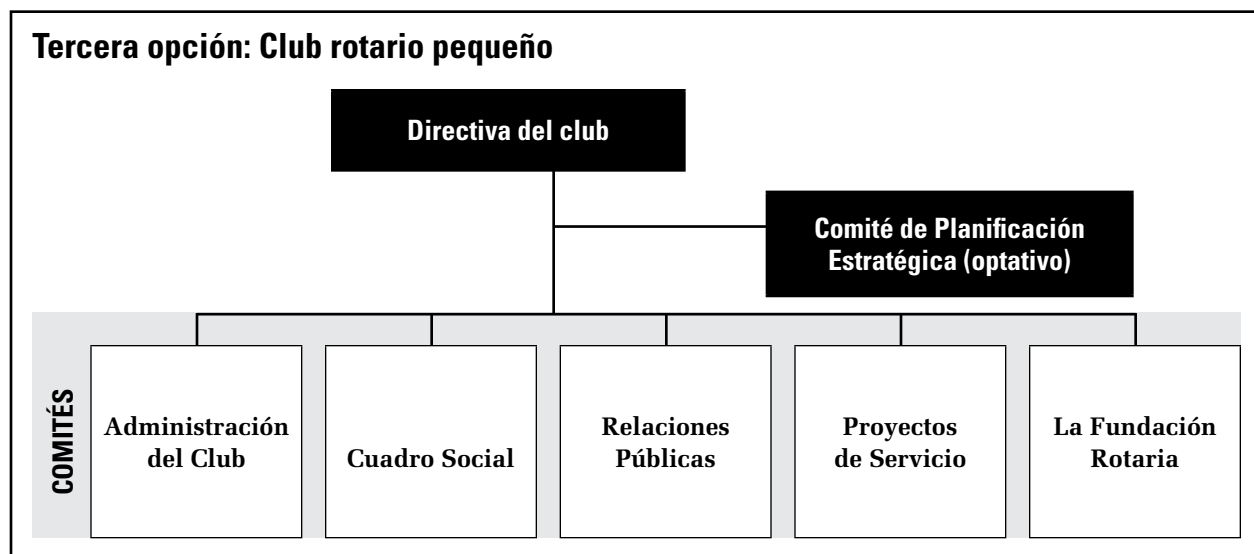 Tercera opción: Club rotario pequeño
Directiva del club
Comité de Planificación
Estratégica (optativo)
COMITÉS
Administración
del Club
Cuadro Social
Relaciones
Públicas
Proyectos
de Servicio
La Fundación
Rotaria